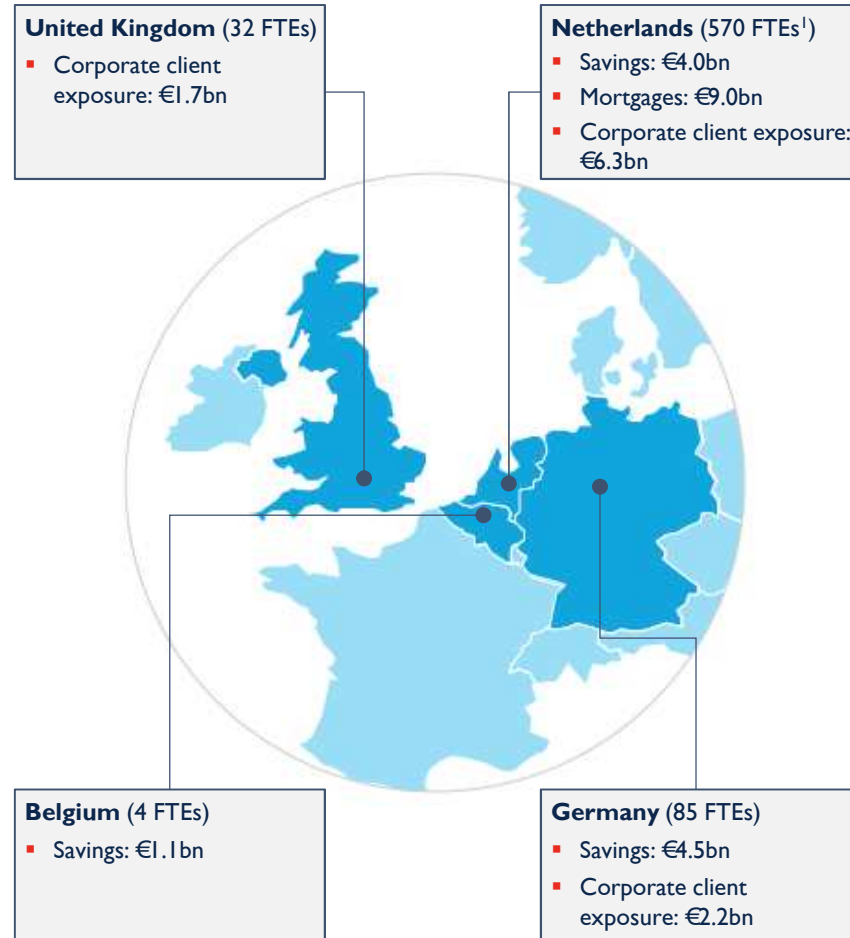 United Kingdom (32 FTEs)
▪ Corporate client
exposure: €1.7bn
Netherlands (570 FTEs¹)
▪ Savings: €4.0bn
▪ Mortgages: €9.0bn
▪ Corporate client exposure:
€6.3bn
Belgium (4 FTEs)
▪ Savings: €1.1bn
Germany (85 FTEs)
▪ Savings: €4.5bn
▪ Corporate client
exposure: €2.2bn